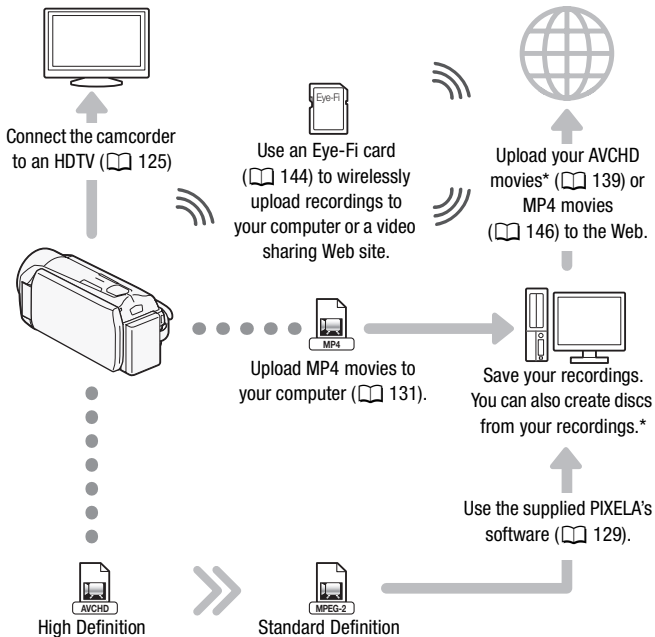 Connect the camcorder
to an HDTV (125)
Eye-Fi
Use an Eye-Fi card
(144) to wirelessly
upload recordings to
your computer or a video
sharing Web site.
Upload your AVCHD
movies* (139) or
MP4 movies
(146) to the Web.
MP4
Upload MP4 movies to
your computer (131).
Save your recordings.
You can also create discs
from your recordings.*
Use the supplied PIXELA's
software (129).
AVCHD
High Definition
MPEG-2
Standard Definition